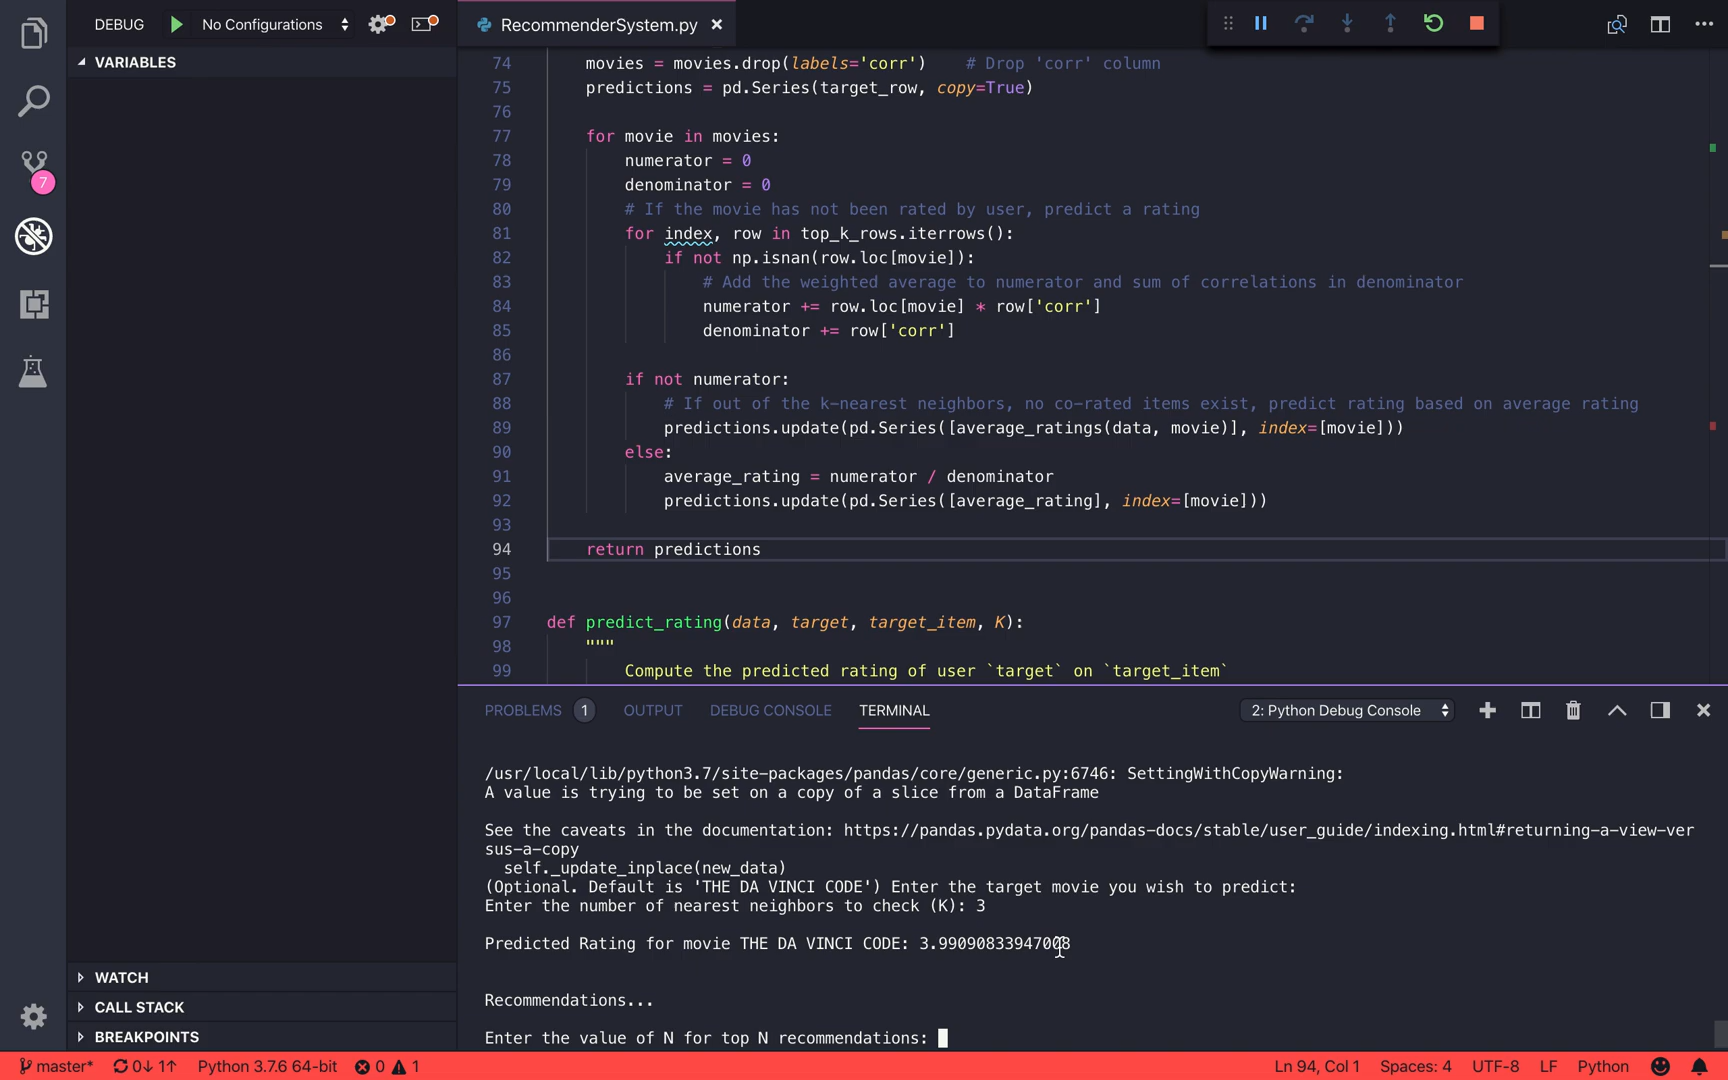 DEBUG No Configurations
RecommenderSystem.py
VARIABLES
7
74 movies = movies.drop(labels='corr') # Drop 'corr' column
75 predictions = pd.Series(target_row, copy=True)
76
77 for movie in movies:
78 numerator = 0
79 denominator = 0
80 # If the movie has not been rated by user, predict a rating
81 for index, row in top_k_rows.iterrows():
82 if not np.isnan(row.loc[movie]):
83 # Add the weighted average to numerator and sum of correlations in denominator
84 numerator += row.loc[movie] * row['corr']
85 denominator += row['corr']
86
87 if not numerator:
88 # If out of the k-nearest neighbors, no co-rated items exist, predict rating based on average rating
89 predictions.update(pd.Series([average_ratings(data, movie)], index=[movie]))
90 else:
91 average_rating = numerator / denominator
92 predictions.update(pd.Series([average_rating], index=[movie]))
93
94 return predictions
95
96
97 def predict_rating(data, target, target_item, K):
98 """
99 Compute the predicted rating of user `target` on `target_item`
PROBLEMS 1 OUTPUT DEBUG CONSOLE TERMINAL 2: Python Debug Console
/usr/local/lib/python3.7/site-packages/pandas/core/generic.py:6746: SettingWithCopyWarning:
A value is trying to be set on a copy of a slice from a DataFrame
See the caveats in the documentation: https://pandas.pydata.org/pandas-docs/stable/user_guide/indexing.html#returning-a-view-ver
sus-a-copy
self._update_inplace(new_data)
(Optional. Default is 'THE DA VINCI CODE') Enter the target movie you wish to predict:
Enter the number of nearest neighbors to check (K): 3
Predicted Rating for movie THE DA VINCI CODE: 3.99090833947008
Recommendations...
Enter the value of N for top N recommendations:
WATCH
CALL STACK
BREAKPOINTS
master* 0↓ 1↑ Python 3.7.6 64-bit 0 1 Ln 94, Col 1 Spaces: 4 UTF-8 LF Python